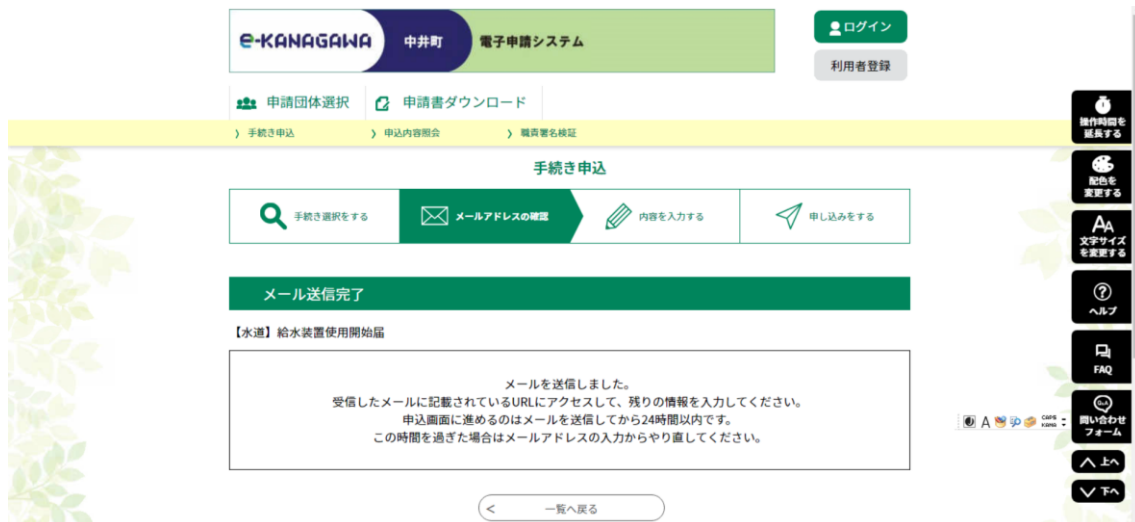 e-KANAGAWA 中井町 電子申請システム
ログイン
利用者登録
申請団体選択 申請書ダウンロード
手続き申込 申込内容照会 職責署名検証
操作時間を
延長する
配色を
変更する
文字サイズ
を変更する
ヘルプ
FAQ
問い合わせ
フォーム
上へ
下へ
手続き申込
手続き選択をする メールアドレスの確認 内容を入力する 申し込みをする
メール送信完了
【水道】給水装置使用開始届
メールを送信しました。
受信したメールに記載されているURLにアクセスして、残りの情報を入力してください。
申込画面に進めるのはメールを送信してから24時間以内です。
この時間を過ぎた場合はメールアドレスの入力からやり直してください。
A CAPS
KANA
< 一覧へ戻る